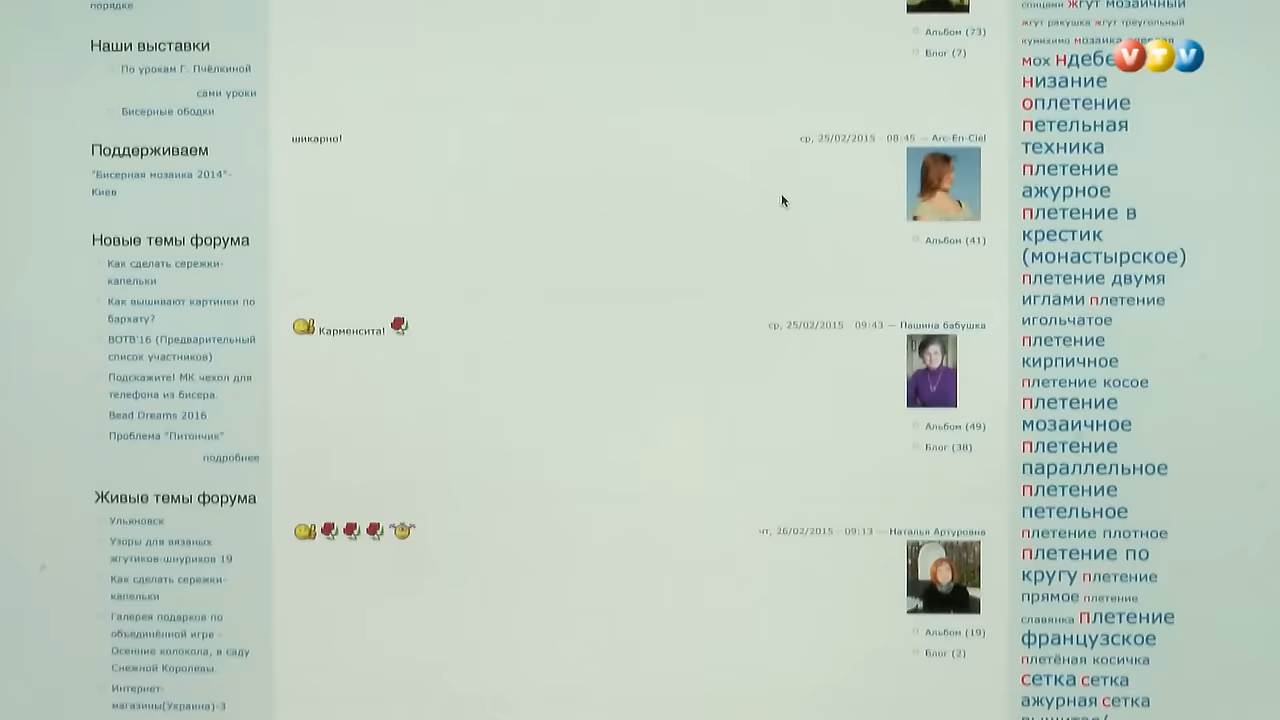 порядке
Наши выставки
По урокам Г. Пчёлкиной
сами уроки
Бисерные ободки
Поддерживаем
"Бисерная мозаика 2014"-
Киев
Новые темы форума
Как сделать сережки-
капельки
Как вышивают картинки по
бархату?
ВОТВ'16 (Предварительный
список участников)
Подскажите! МК чехол для
телефона из бисера.
Bead Dreams 2016
Проблема "Питончик"
подробнее
Живые темы форума
Ульяновск
Узоры для вязаных
жгутиков-шнуриков 19
Как сделать сережки-
капельки
Галерея подарков по
объединённой игре -
Осенние колокола, в саду
Снежной Королевы.
Интернет-
магазины(Украина)-3
Альбом (73)
Блог (7)
шикарно!
ср, 25/02/2015 - 08:45 — Arc-En-Ciel
Альбом (41)
Карменсита!
ср, 25/02/2015 - 09:43 — Пашина бабушка
Альбом (49)
Блог (38)
чт, 26/02/2015 - 09:13 — Наталья Артуровна
Альбом (19)
Блог (2)
спицами жгут мозаичный
жгут ракушка жгут треугольный
кумихимо мозаика
мох ндебе
низание
оплетение
петельная
техника
плетение
ажурное
плетение в
крестик
(монастырское)
плетение двумя
иглами плетение
игольчатое
плетение
кирпичное
плетение косое
плетение
мозаичное
плетение
параллельное
плетение
петельное
плетение плотное
плетение по
кругу плетение
прямое плетение
славянка плетение
французское
плетёная косичка
сетка сетка
ажурная сетка
VTV